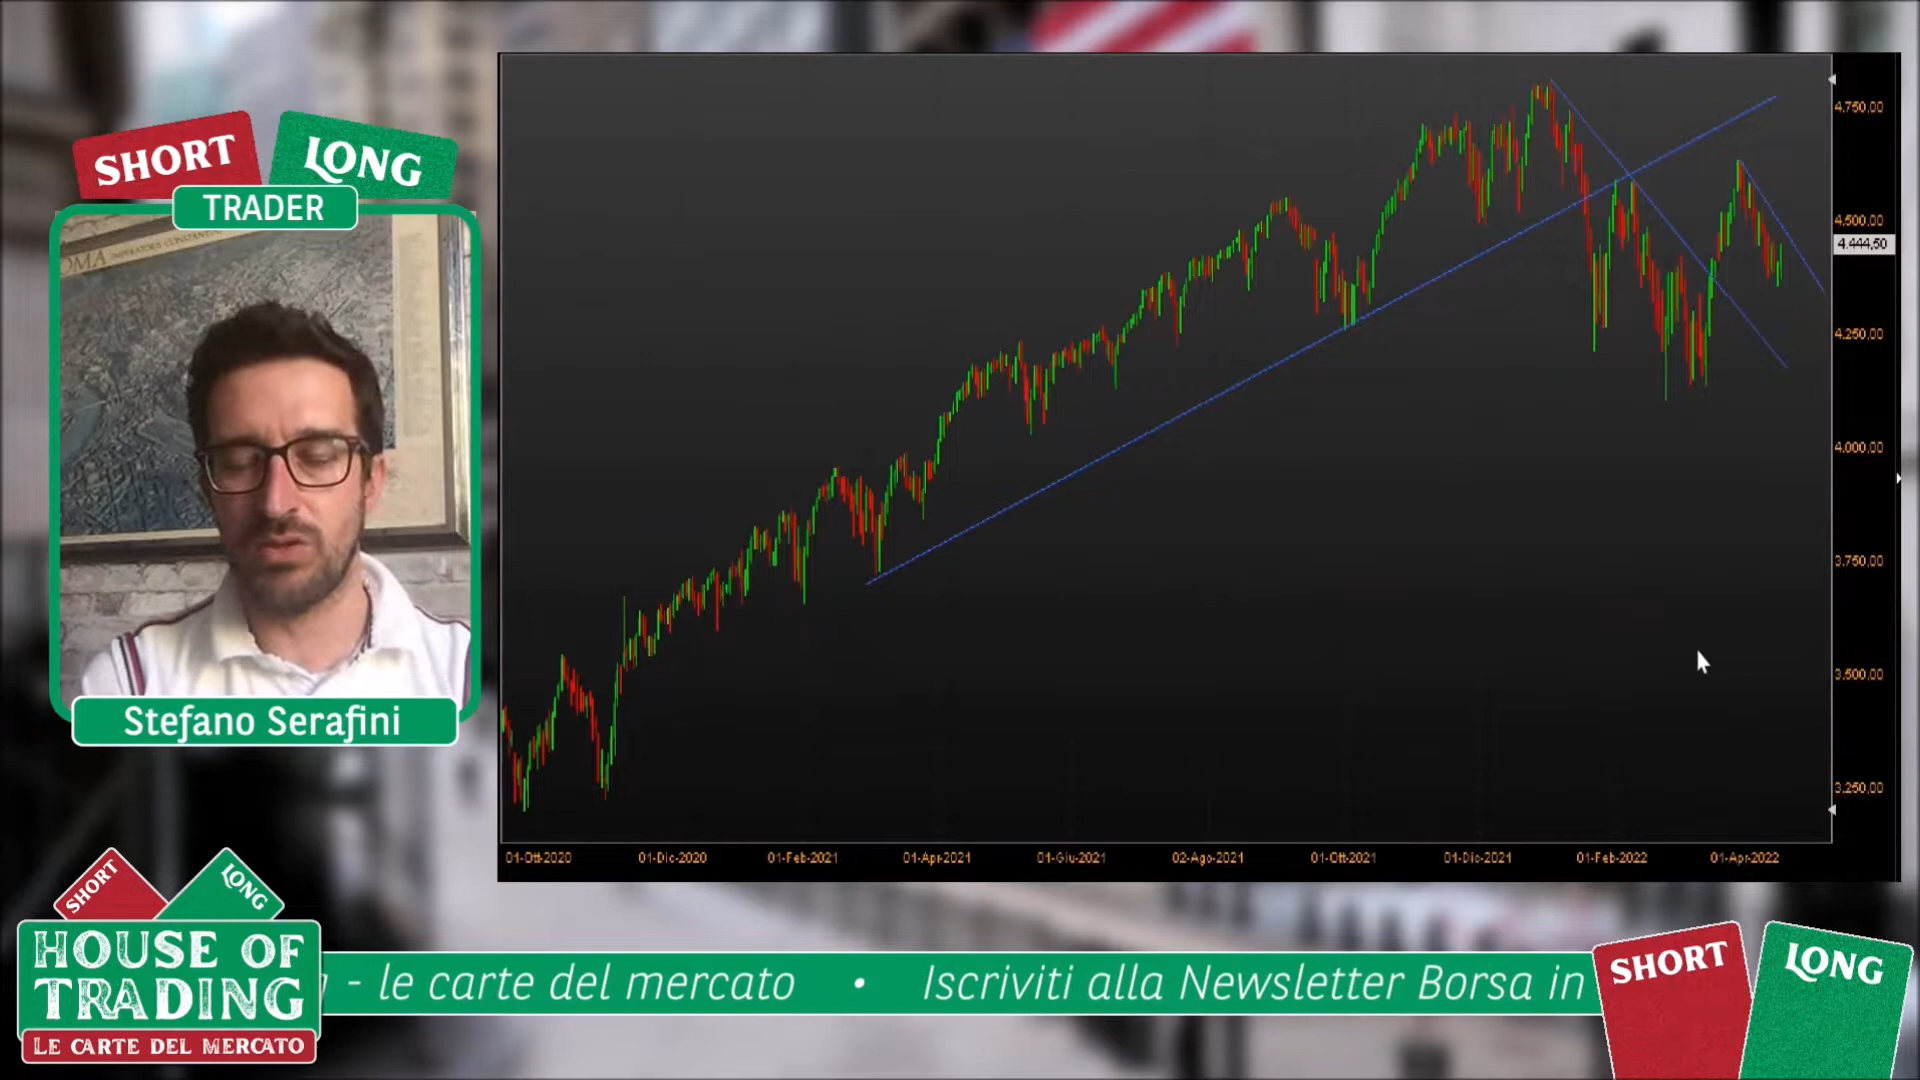 SHORT
LONG
TRADER
OMA IMPERATORIS CONSTANTINI
Stefano Serafini
4.750,00
4.500,00
4.444,50
4.250,00
4.000,00
3.750,00
3.500,00
3.250,00
01-Ott-2020
01-Dic-2020
01-Feb-2021
01-Apr-2021
01-Giu-2021
02-Ago-2021
01-Ott-2021
01-Dic-2021
01-Feb-2022
01-Apr-2022
SHORT
LONG
HOUSE OF
TRADING
LE CARTE DEL MERCATO
- le carte del mercato • Iscriviti alla Newsletter Borsa in
SHORT
LONG